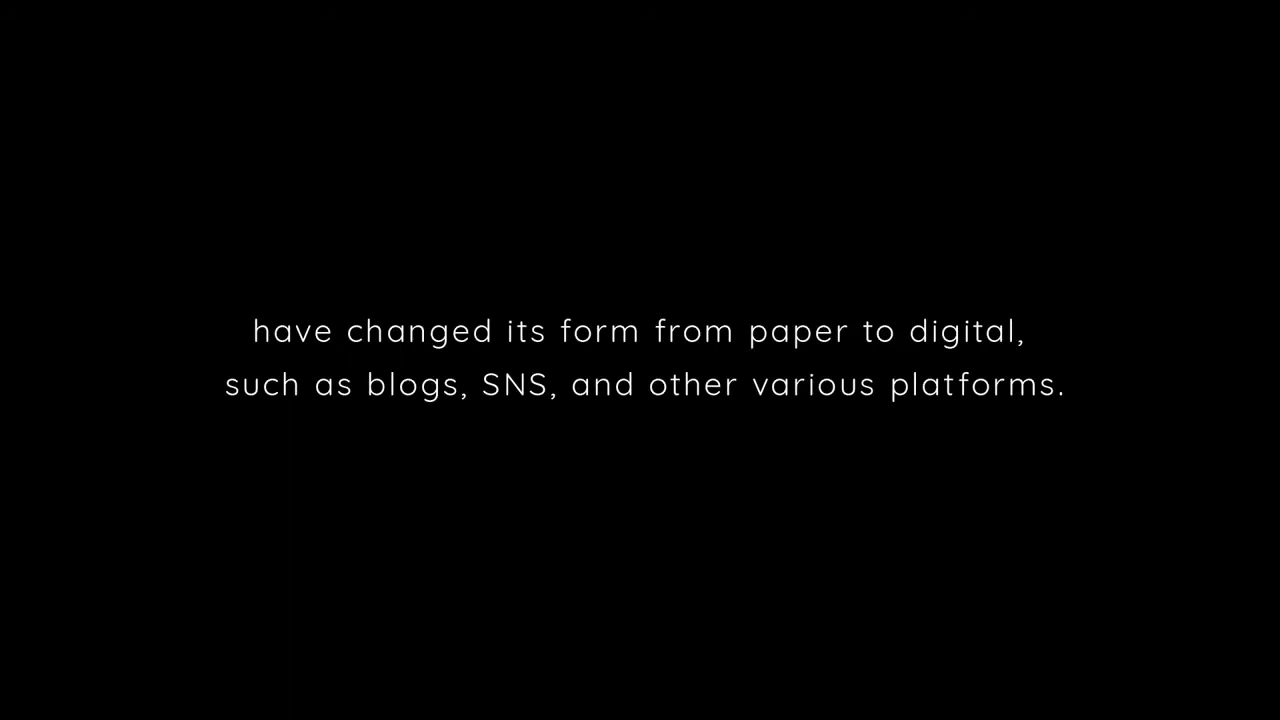 have changed its form from paper to digital,
such as blogs, SNS, and other various platforms.